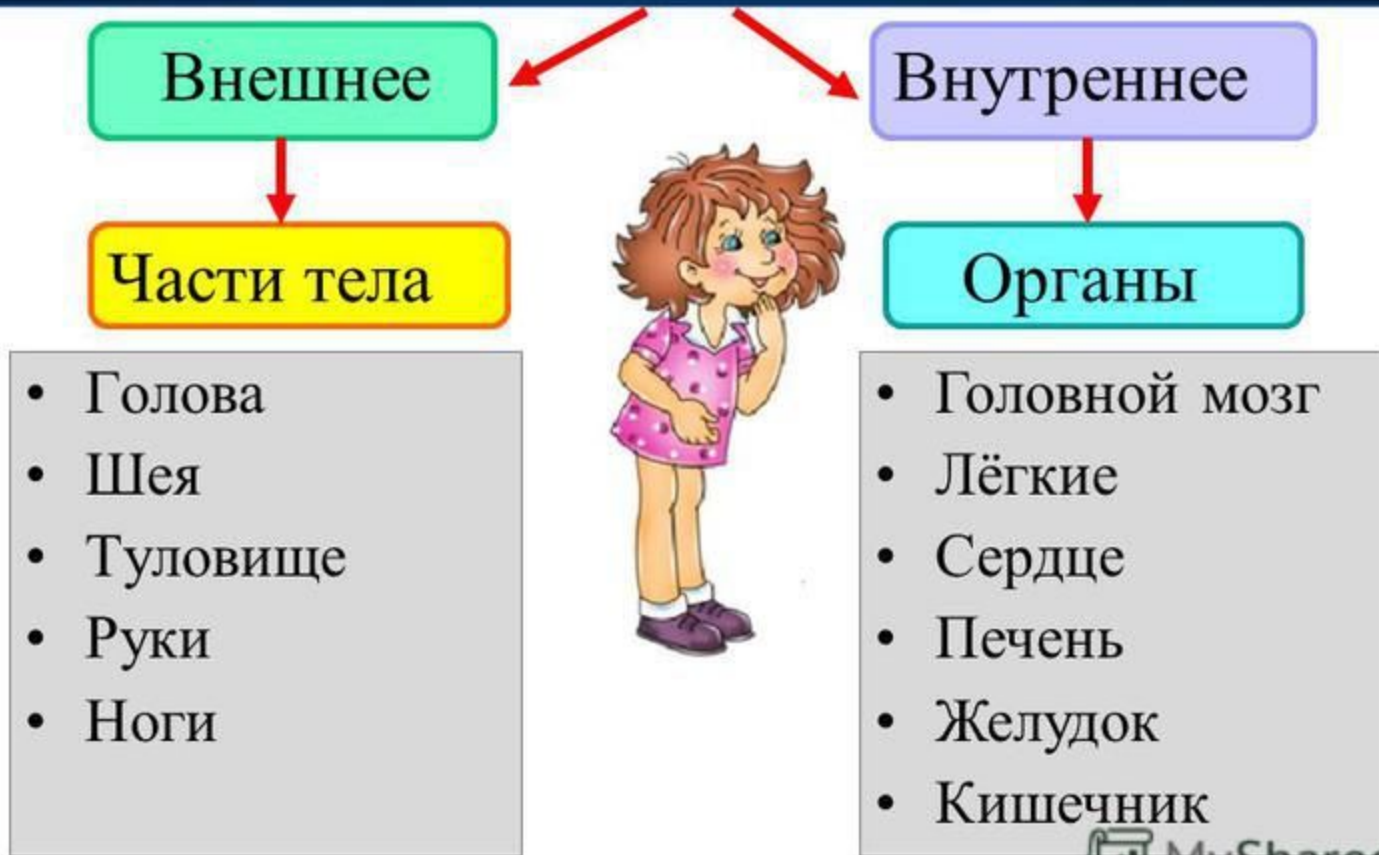 Внешнее
Внутреннее
Части тела
Органы
• Голова
• Шея
• Туловище
• Руки
• Ноги
• Головной мозг
• Лёгкие
• Сердце
• Печень
• Желудок
• Кишечник